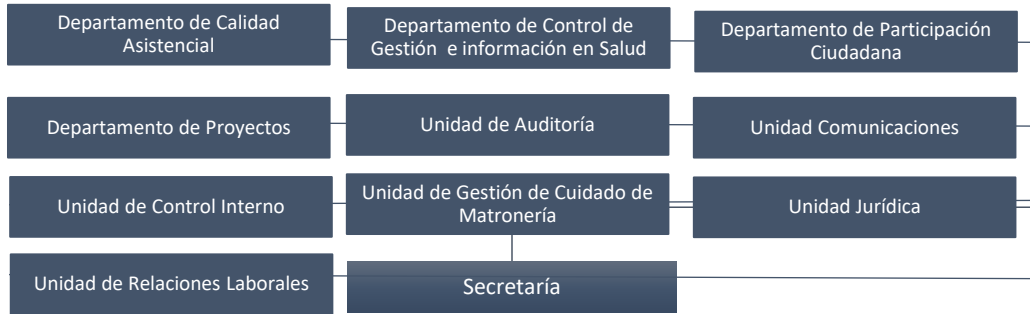 Departamento de Calidad
Asistencial
Departamento de Control de
Gestión e información en Salud
Departamento de Participación
Ciudadana
Departamento de Proyectos
Unidad de Auditoría
Unidad Comunicaciones
Unidad de Control Interno
Unidad de Gestión de Cuidado de
Matronería
Unidad Jurídica
Unidad de Relaciones Laborales
Secretaría